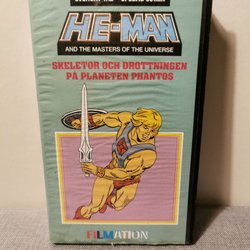 HE-MAN
AND THE MASTERS OF THE UNIVERSE
SKELETOR OCH DROTTNINGEN
PÅ PLANETEN PHANTOS
FILMATION